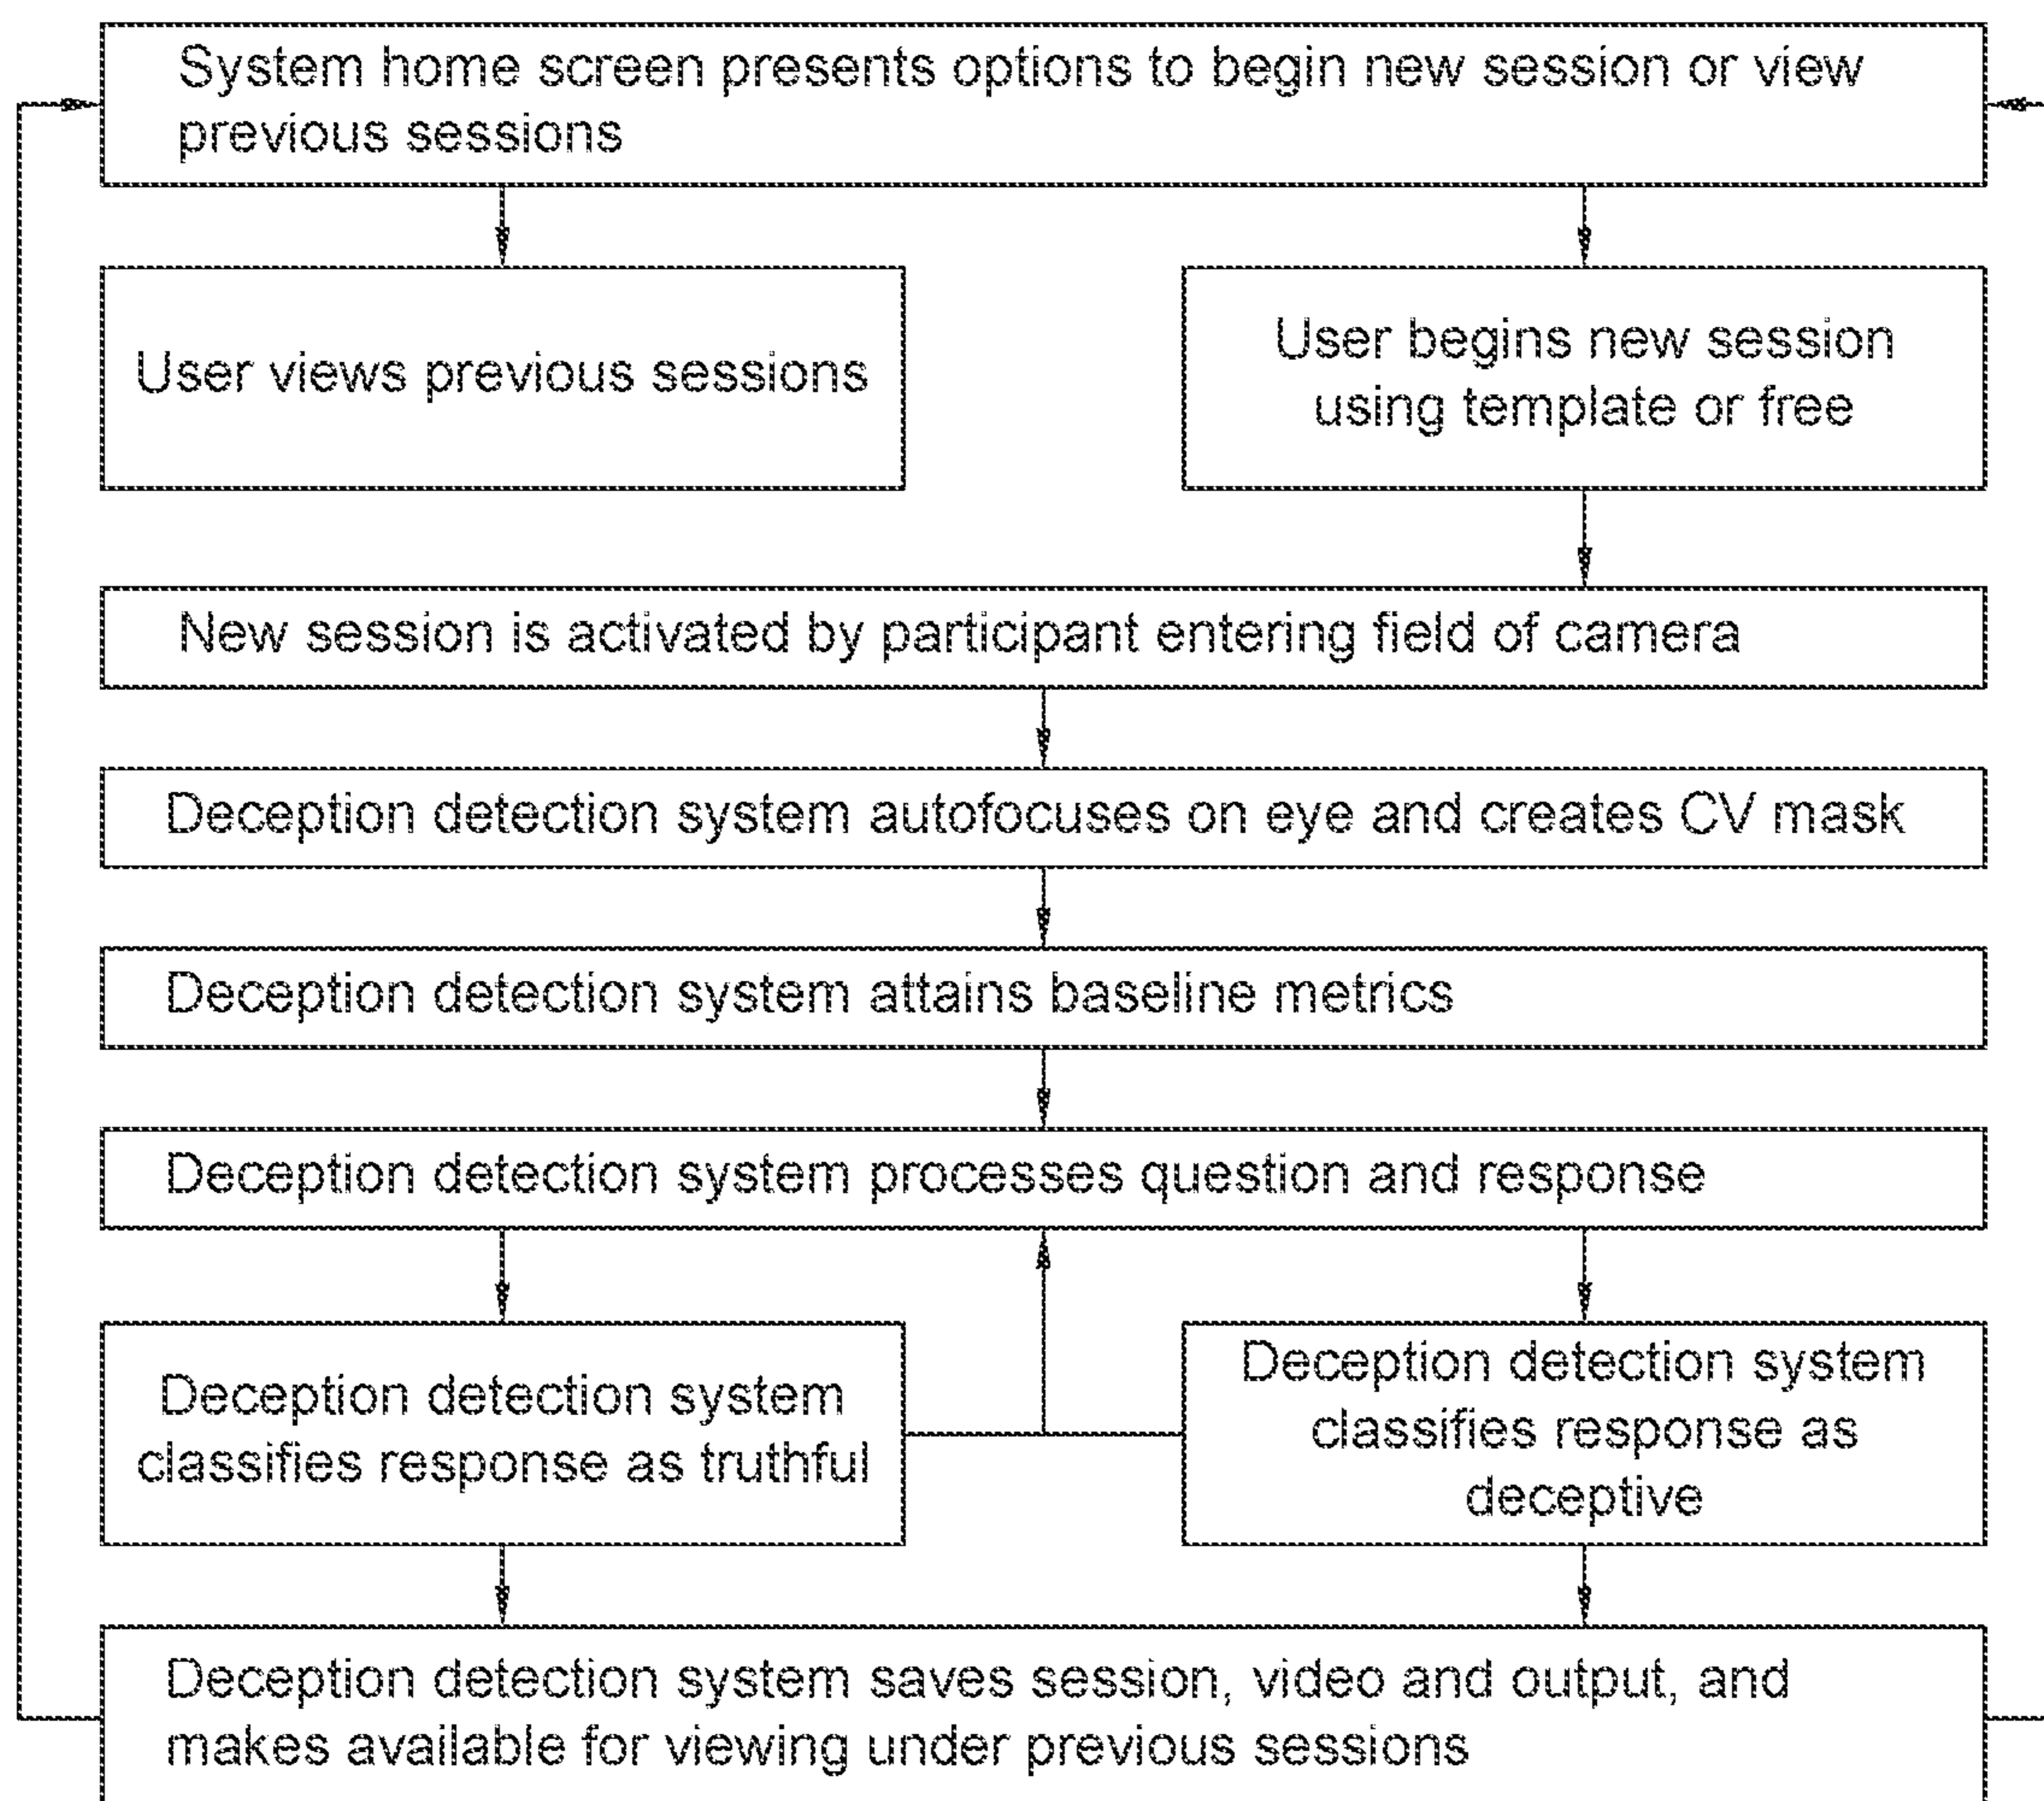 System home screen presents options to begin new session or view
previous sessions
User views previous sessions
User begins new session
using template or free
New session is activated by participant entering field of camera
Deception detection system autofocuses on eye and creates CV mask
Deception detection system attains baseline metrics
Deception detection system processes question and response
Deception detection system
classifies response as truthful
Deception detection system
classifies response as
deceptive
Deception detection system saves session, video and output, and
makes available for viewing under previous sessions